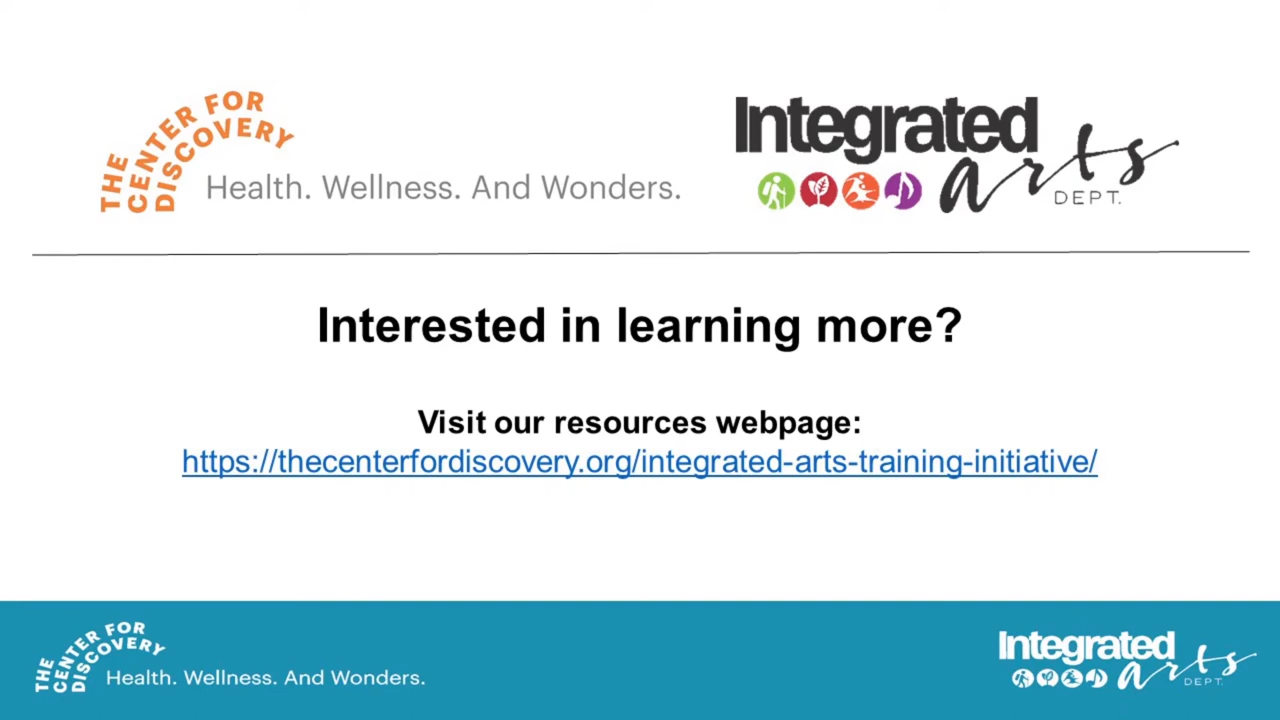 THE
CENTER FOR
DISCOVERY
Health. Wellness. And Wonders.
Integrated
arts
DEPT.
Interested in learning more?
Visit our resources webpage:
https://thecenterfordiscovery.org/integrated-arts-training-initiative/
THE
CENTER FOR
DISCOVERY
Health. Wellness. And Wonders.
Integrated
arts
DEPT.